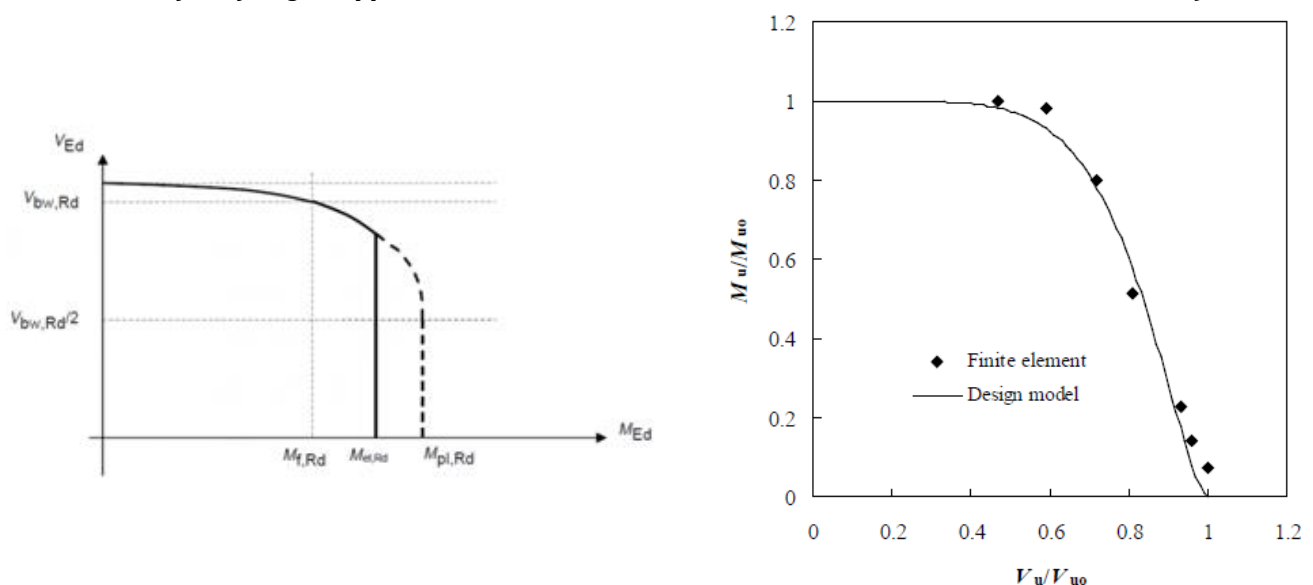 V_Ed
V_bw,Rd
V_bw,Rd/2
M_Ed
M_f,Rd
M_el,Rd
M_pl,Rd
M_u/M_uo
1.2
1
0.8
0.6
0.4
0.2
0
Finite element
Design model
0
0.2
0.4
0.6
0.8
1
1.2
V_u/V_uo